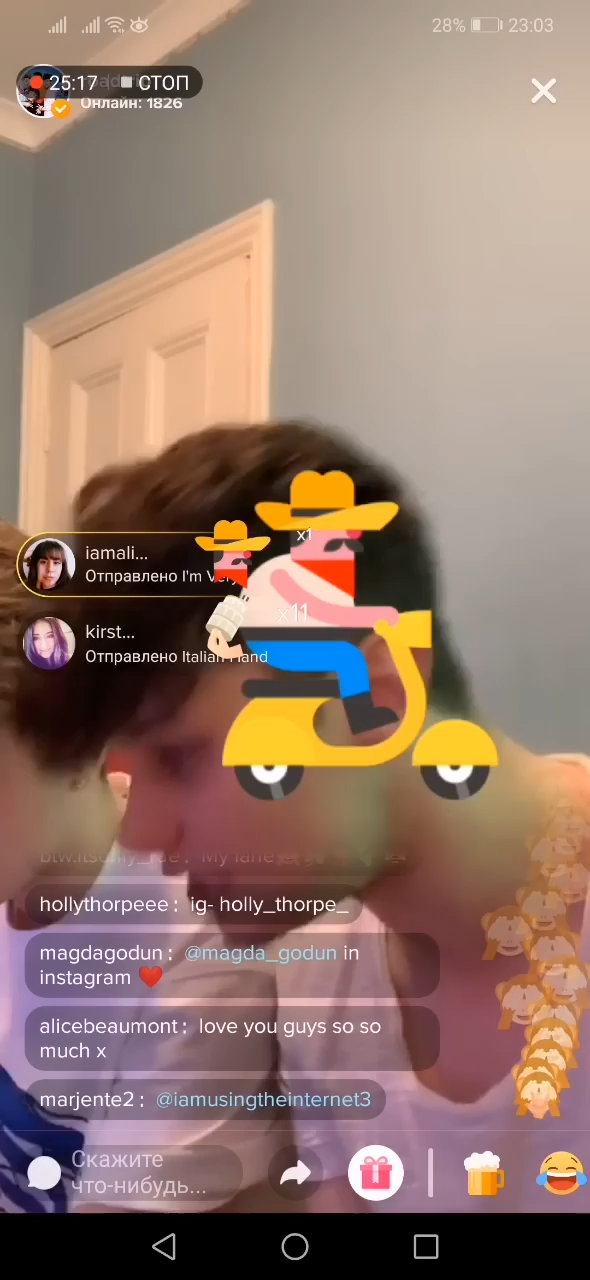 28% 23:03
25:17 СТОП
Онлайн: 1826
x1
iamali...
Отправлено I'm
x11
kirst...
Отправлено Italian Hand
hollythorpeee : ig- holly_thorpe_
magdagodun : @magda_godun in
instagram
alicebeaumont : love you guys so so
much x
marjente2 : @iamusingtheinternet3
Скажите
что-нибудь...